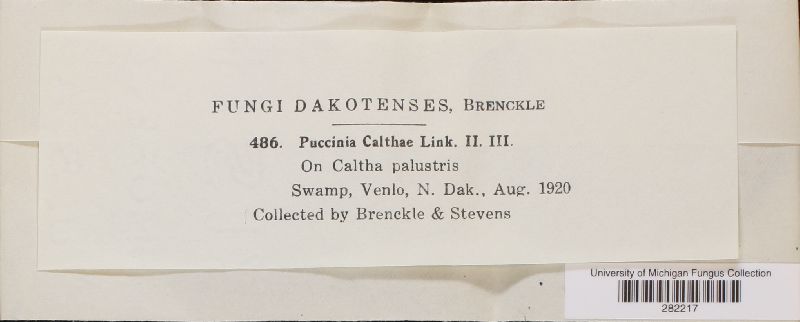 FUNGI DAKOTENSES, BRENCKLE
486. Puccinia Calthae Link. II. III.
On Caltha palustris
Swamp, Venlo, N. Dak., Aug. 1920
Collected by Brenckle & Stevens
University of Michigan Fungus Collection
282217